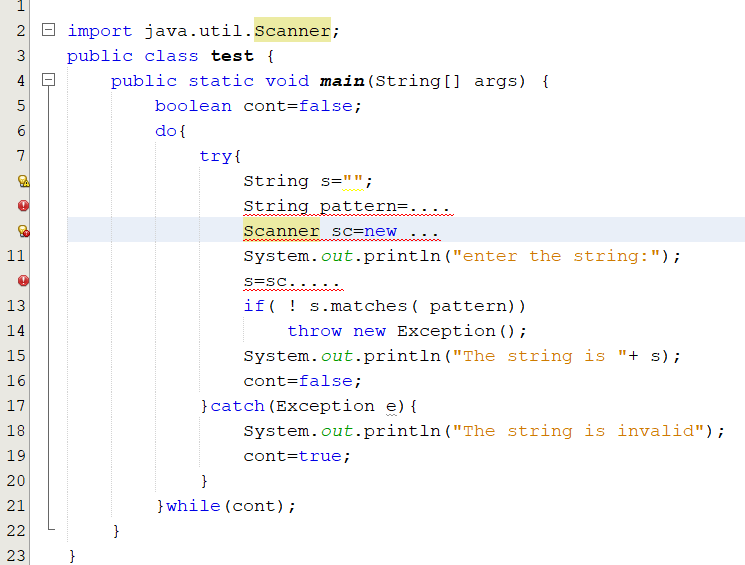 1
2 import java.util.Scanner;
3 public class test {
4     public static void main(String[] args) {
5         boolean cont=false;
6         do{
7             try{
                String s="";
                String pattern=....
                Scanner sc=new ...
11                System.out.println("enter the string:");
                s=sc.....
13                if( ! s.matches( pattern))
14                    throw new Exception();
15                System.out.println("The string is "+ s);
16                cont=false;
17            }catch(Exception e){
18                System.out.println("The string is invalid");
19                cont=true;
20            }
21        }while(cont);
22    }
23 }